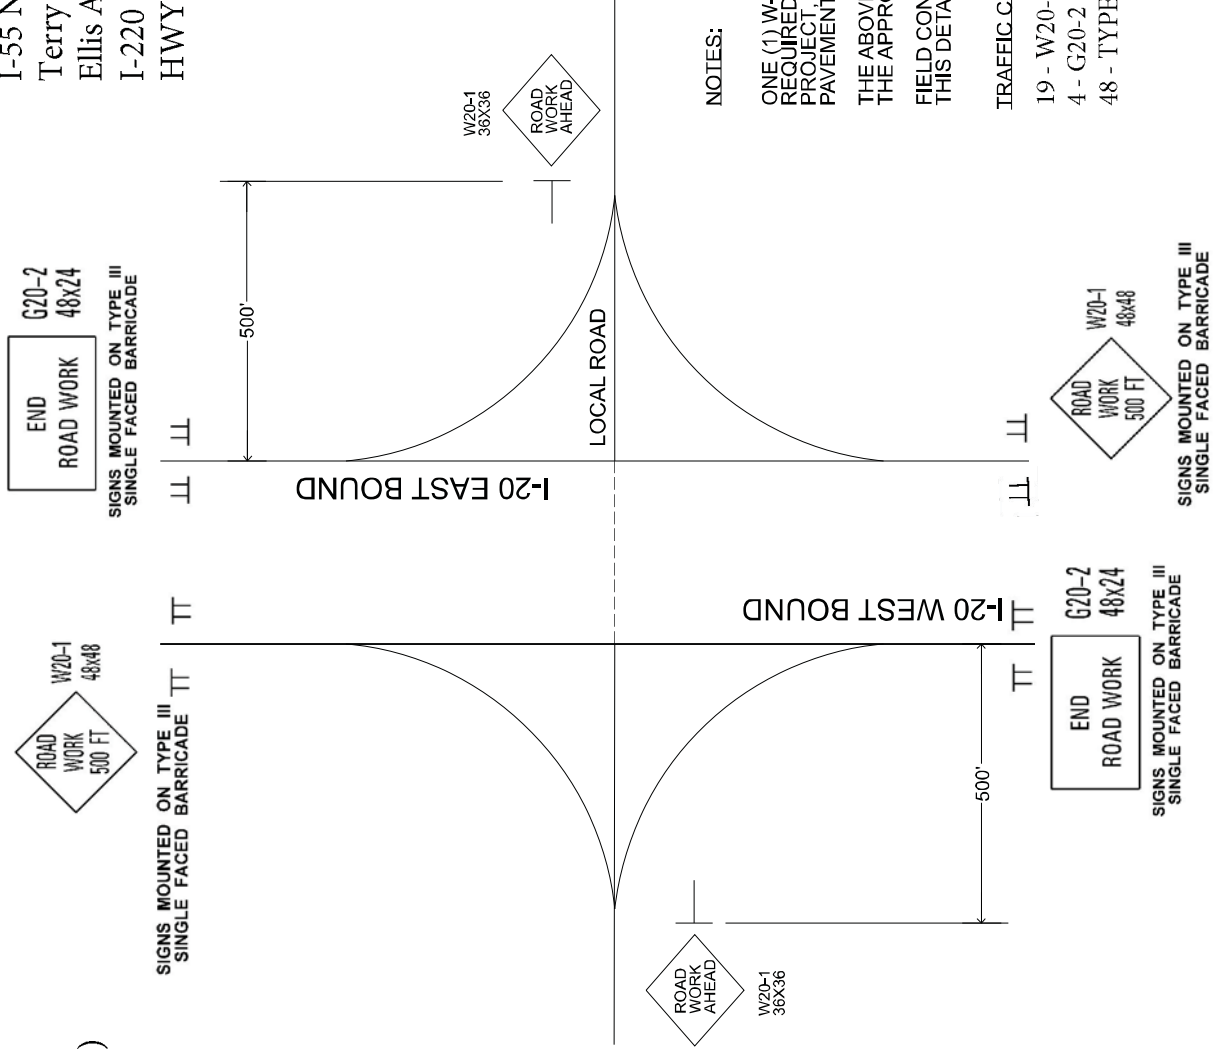 I-55 N
Terry
Ellis A
I-220
HWY
W20-1
36X36
ROAD
WORK
AHEAD
NOTES:
ONE (1) W-
REQUIRED
PROJECT,
PAVEMENT
THE ABOVE
THE APPRO
FIELD CON
THIS DETA
TRAFFIC C
19 - W20-
4 - G20-2
48 - TYPE
END
ROAD WORK
G20-2
48x24
SIGNS MOUNTED ON TYPE III
SINGLE FACED BARRICADE
500'
LOCAL ROAD
I-20 EAST BOUND
ROAD
WORK
500 FT
W20-1
48x48
SIGNS MOUNTED ON TYPE III
SINGLE FACED BARRICADE
ROAD
WORK
500 FT
W20-1
48x48
SIGNS MOUNTED ON TYPE III
SINGLE FACED BARRICADE
I-20 WEST BOUND
500'
END
ROAD WORK
G20-2
48x24
SIGNS MOUNTED ON TYPE III
SINGLE FACED BARRICADE
ROAD
WORK
AHEAD
W20-1
36X36
)